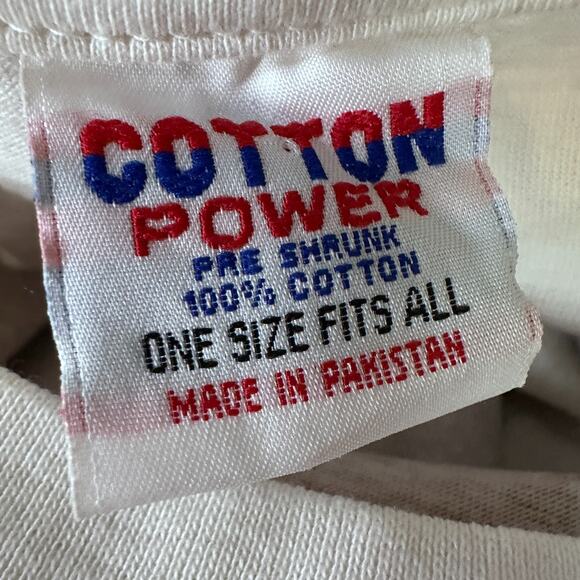 COTTON
POWER
PRE SHRUNK
100% COTTON
ONE SIZE FITS ALL
MADE IN PAKISTAN